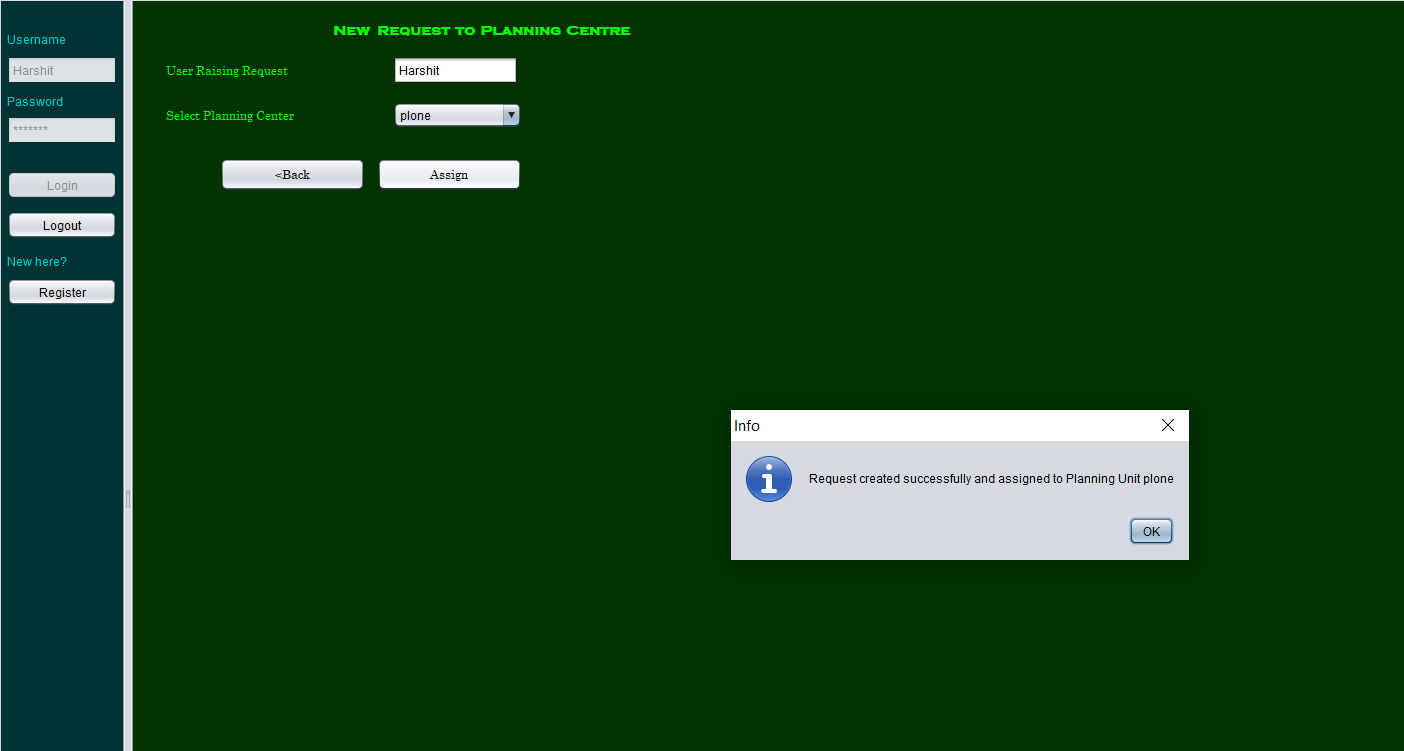 Username
Harshit
Password
*******
Login
Logout
New here?
Register
New Request to Planning Centre
User Raising Request
Harshit
Select Planning Center
plone
<Back
Assign
Info
Request created successfully and assigned to Planning Unit plone
OK